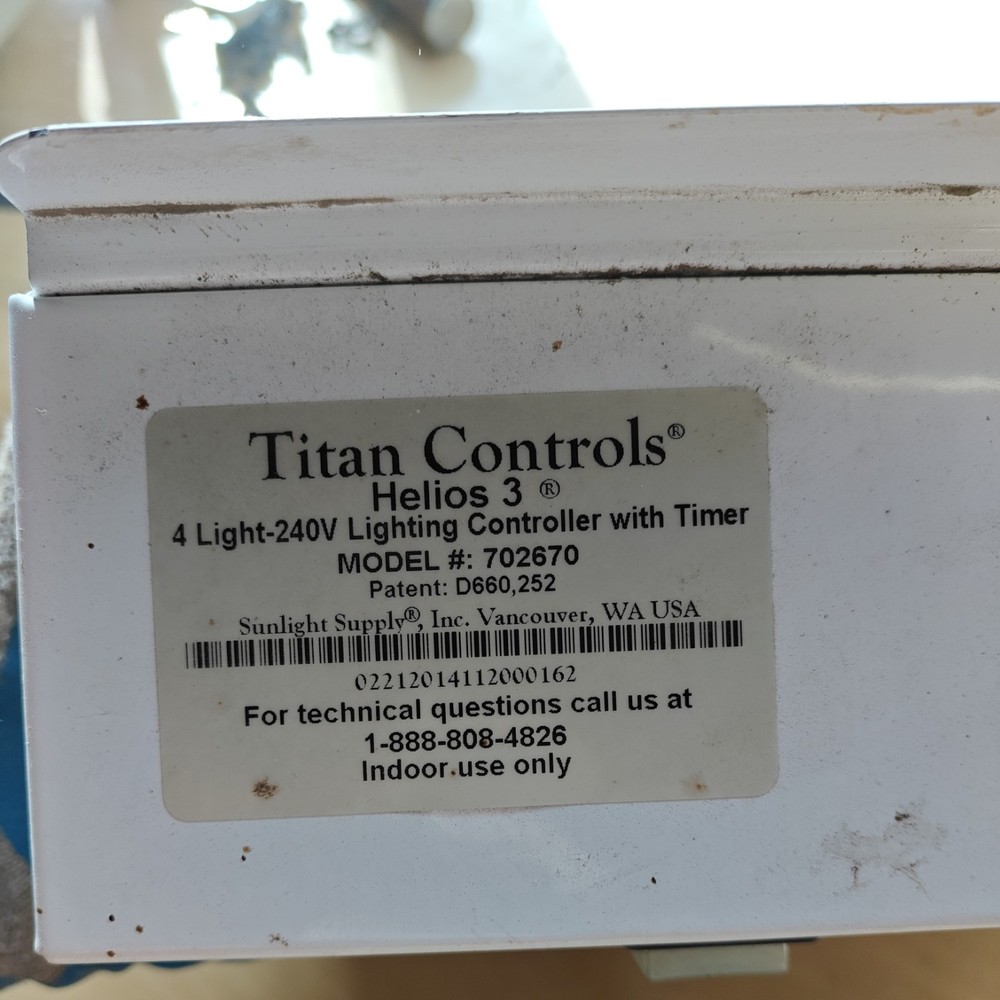 Titan Controls®
Helios 3 ®
4 Light-240V Lighting Controller with Timer
MODEL #: 702670
Patent: D660,252
Sunlight Supply®, Inc. Vancouver, WA USA
02212014112000162
For technical questions call us at
1-888-808-4826
Indoor use only